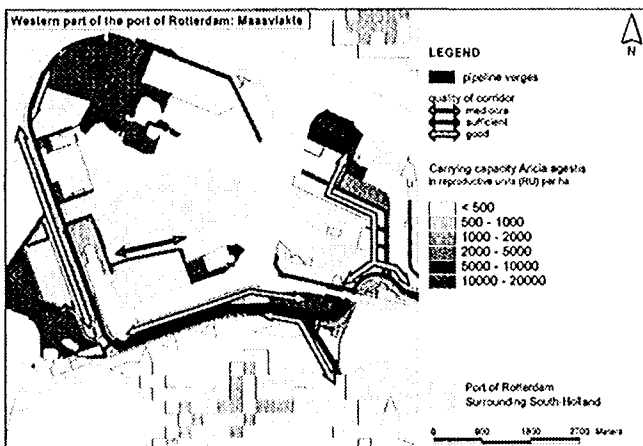 Western part of the port of Rotterdam: Maasvlakte
N
LEGEND
pipeline verges
quality of corridor
mediocre
sufficient
good
Carrying capacity Aricia agestis
in reproductive units (RU) per ha
< 500
500 - 1000
1000 - 2000
2000 - 5000
5000 - 10000
10000 - 20000
Port of Rotterdam
Surrounding South-Holland
0 900 1800 2700 Meters